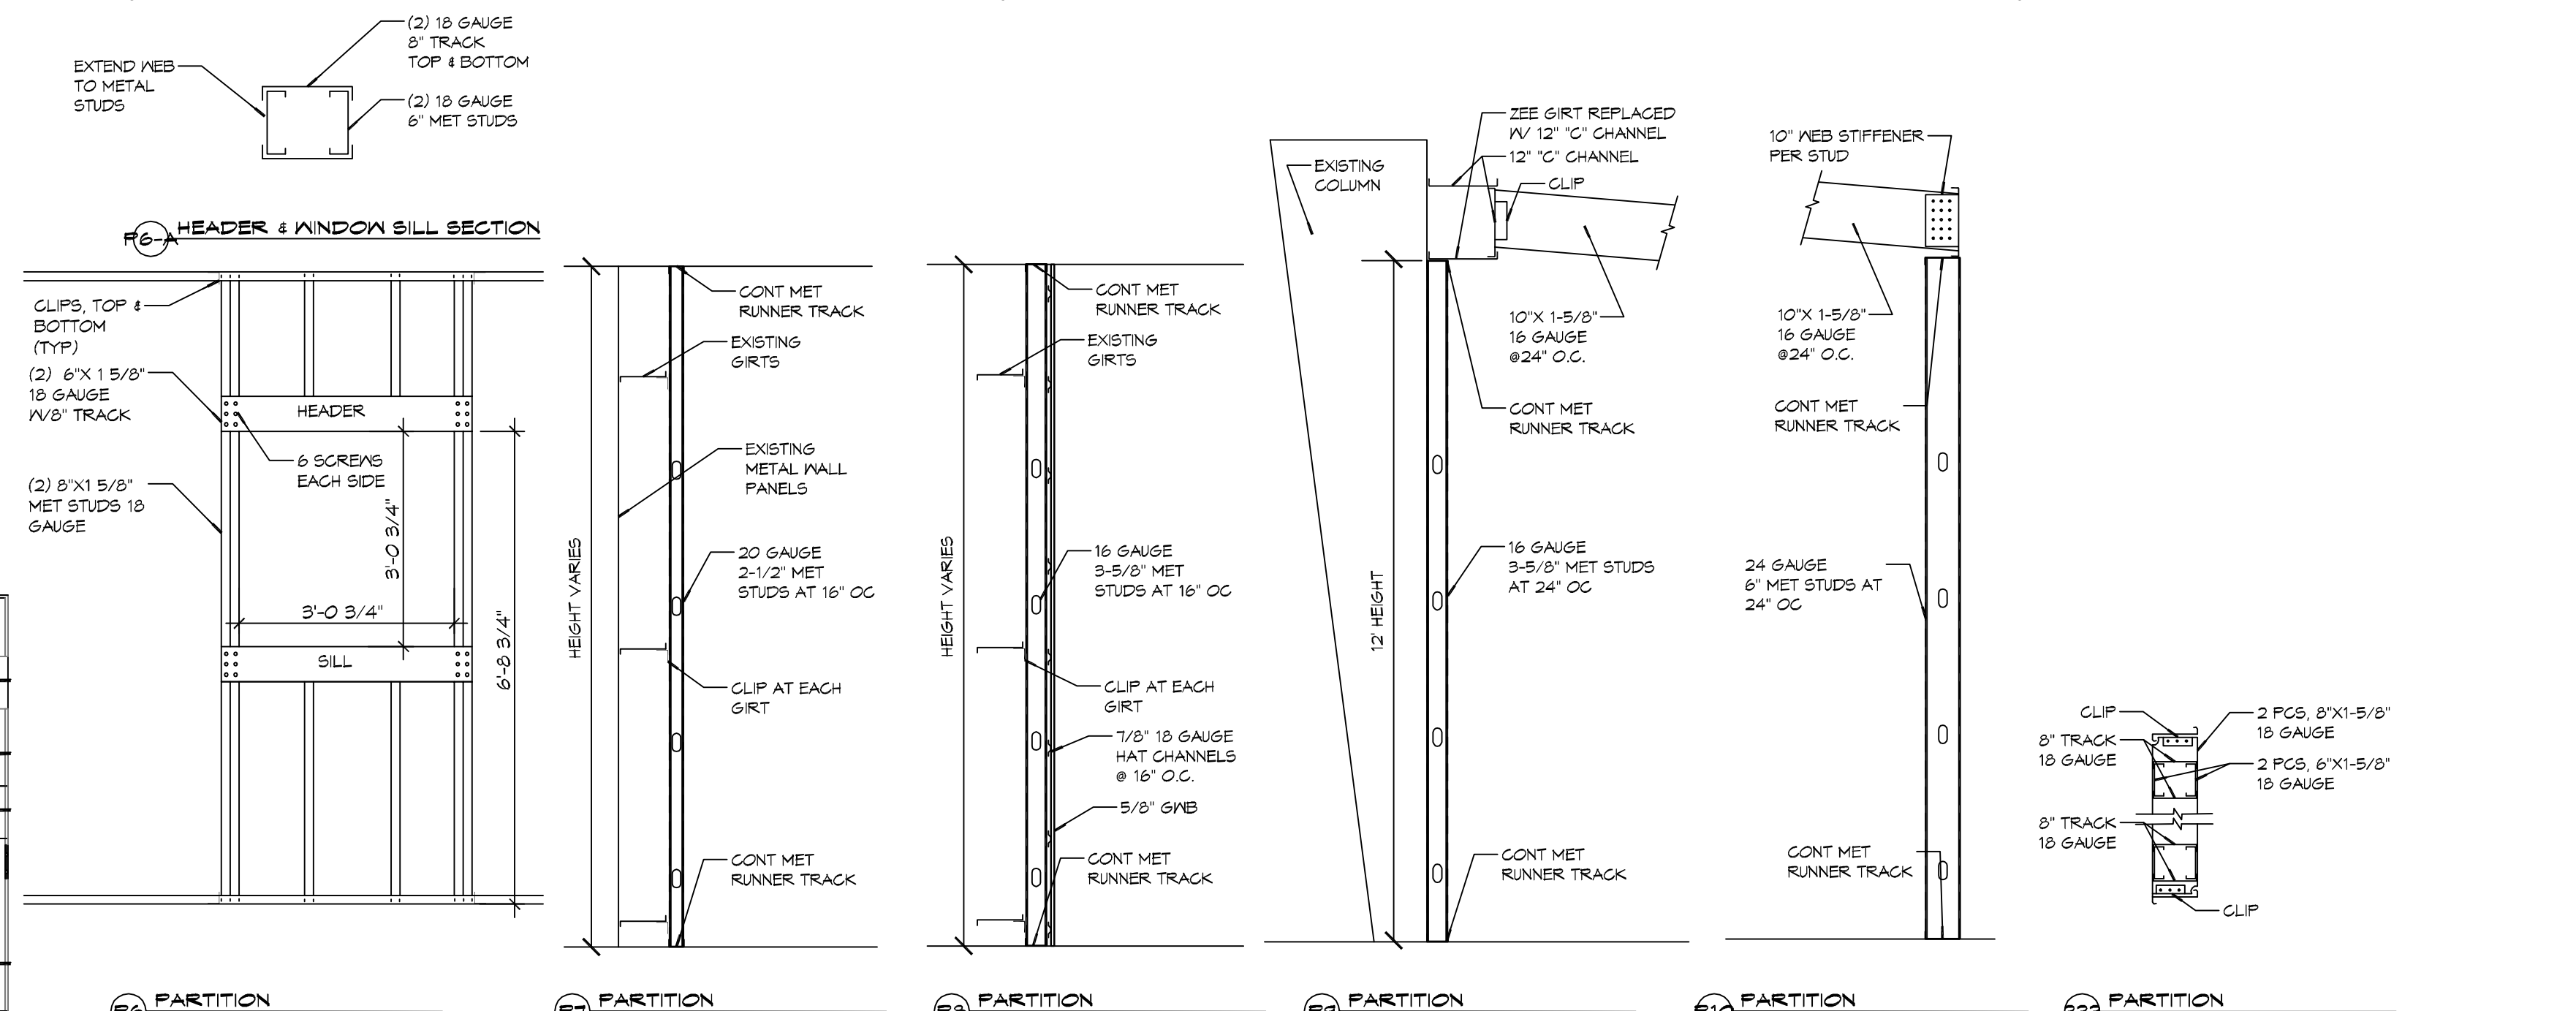 (2) 18 GAUGE
8" TRACK
TOP & BOTTOM
EXTEND WEB
TO METAL
STUDS
(2) 18 GAUGE
6" MET STUDS
P6-A
HEADER & WINDOW SILL SECTION
CLIPS, TOP &
BOTTOM
(TYP)
(2) 6"X 1 5/8"
18 GAUGE
W/8" TRACK
HEADER
6 SCREWS
EACH SIDE
(2) 8"X1 5/8"
MET STUDS 18
GAUGE
3'-0 3/4"
3'-0 3/4"
6'-8 3/4"
SILL
P6
PARTITION
CONT MET
RUNNER TRACK
EXISTING
GIRTS
EXISTING
METAL WALL
PANELS
HEIGHT VARIES
20 GAUGE
2-1/2" MET
STUDS AT 16" OC
CLIP AT EACH
GIRT
CONT MET
RUNNER TRACK
P7
PARTITION
CONT MET
RUNNER TRACK
EXISTING
GIRTS
HEIGHT VARIES
16 GAUGE
3-5/8" MET
STUDS AT 16" OC
CLIP AT EACH
GIRT
7/8" 18 GAUGE
HAT CHANNELS
@ 16" O.C.
5/8" GWB
CONT MET
RUNNER TRACK
P8
PARTITION
ZEE GIRT REPLACED
W/ 12" "C" CHANNEL
12" "C" CHANNEL
CLIP
EXISTING
COLUMN
10"X 1-5/8"
16 GAUGE
@24" O.C.
CONT MET
RUNNER TRACK
12' HEIGHT
16 GAUGE
3-5/8" MET STUDS
AT 24" OC
CONT MET
RUNNER TRACK
P9
PARTITION
10" WEB STIFFENER
PER STUD
10"X 1-5/8"
16 GAUGE
@24" O.C.
CONT MET
RUNNER TRACK
24 GAUGE
6" MET STUDS AT
24" OC
CONT MET
RUNNER TRACK
P10
PARTITION
CLIP
8" TRACK
18 GAUGE
2 PCS, 8"X1-5/8"
18 GAUGE
2 PCS, 6"X1-5/8"
18 GAUGE
8" TRACK
18 GAUGE
CLIP
PARTITION